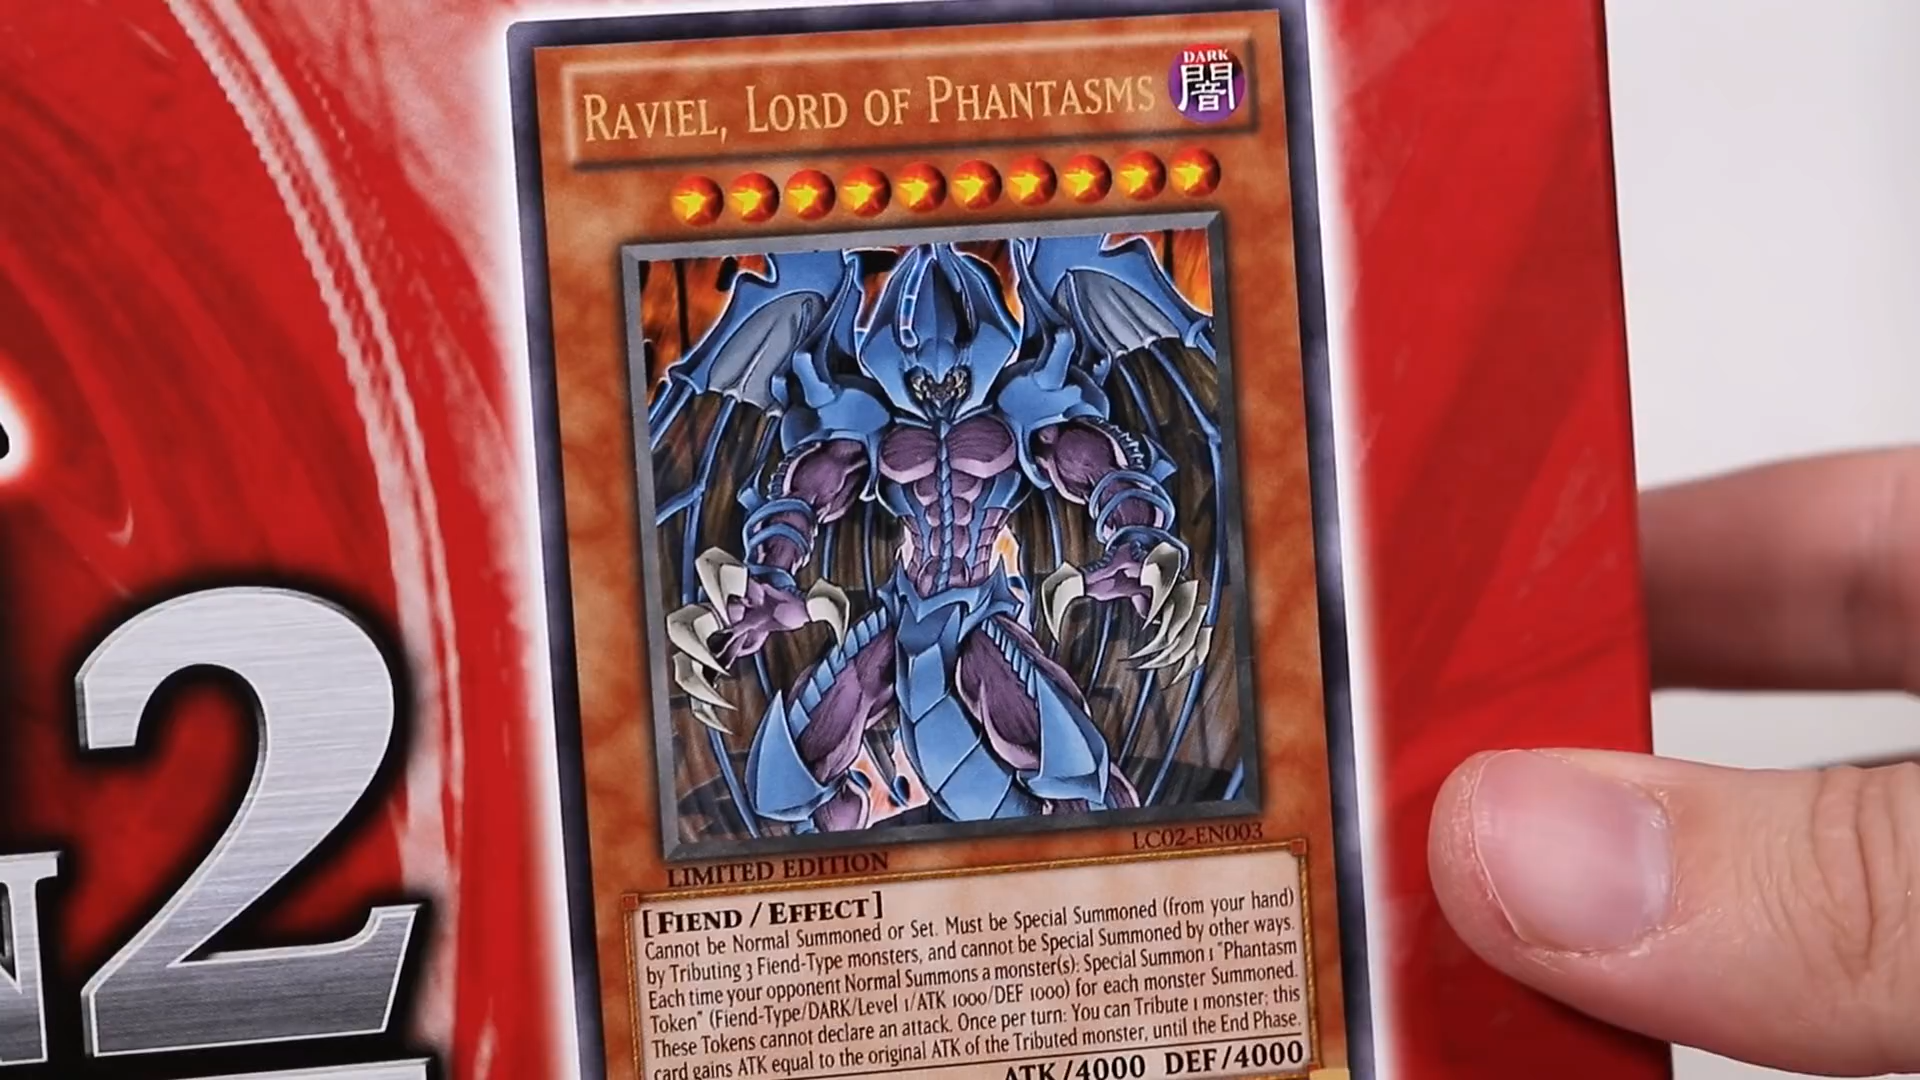 RAVIEL, LORD OF PHANTASMS
DARK
闇
LC02-EN003
LIMITED EDITION
[FIEND / EFFECT]
Cannot be Normal Summoned or Set. Must be Special Summoned (from your hand)
by Tributing 3 Fiend-Type monsters, and cannot be Special Summoned by other ways.
Each time your opponent Normal Summons a monster(s): Special Summon 1 "Phantasm
Token" (Fiend-Type/DARK/Level 1/ATK 1000/DEF 1000) for each monster Summoned.
These Tokens cannot declare an attack. Once per turn: You can Tribute 1 monster; this
card gains ATK equal to the original ATK of the Tributed monster, until the End Phase.
ATK/4000 DEF/4000
2